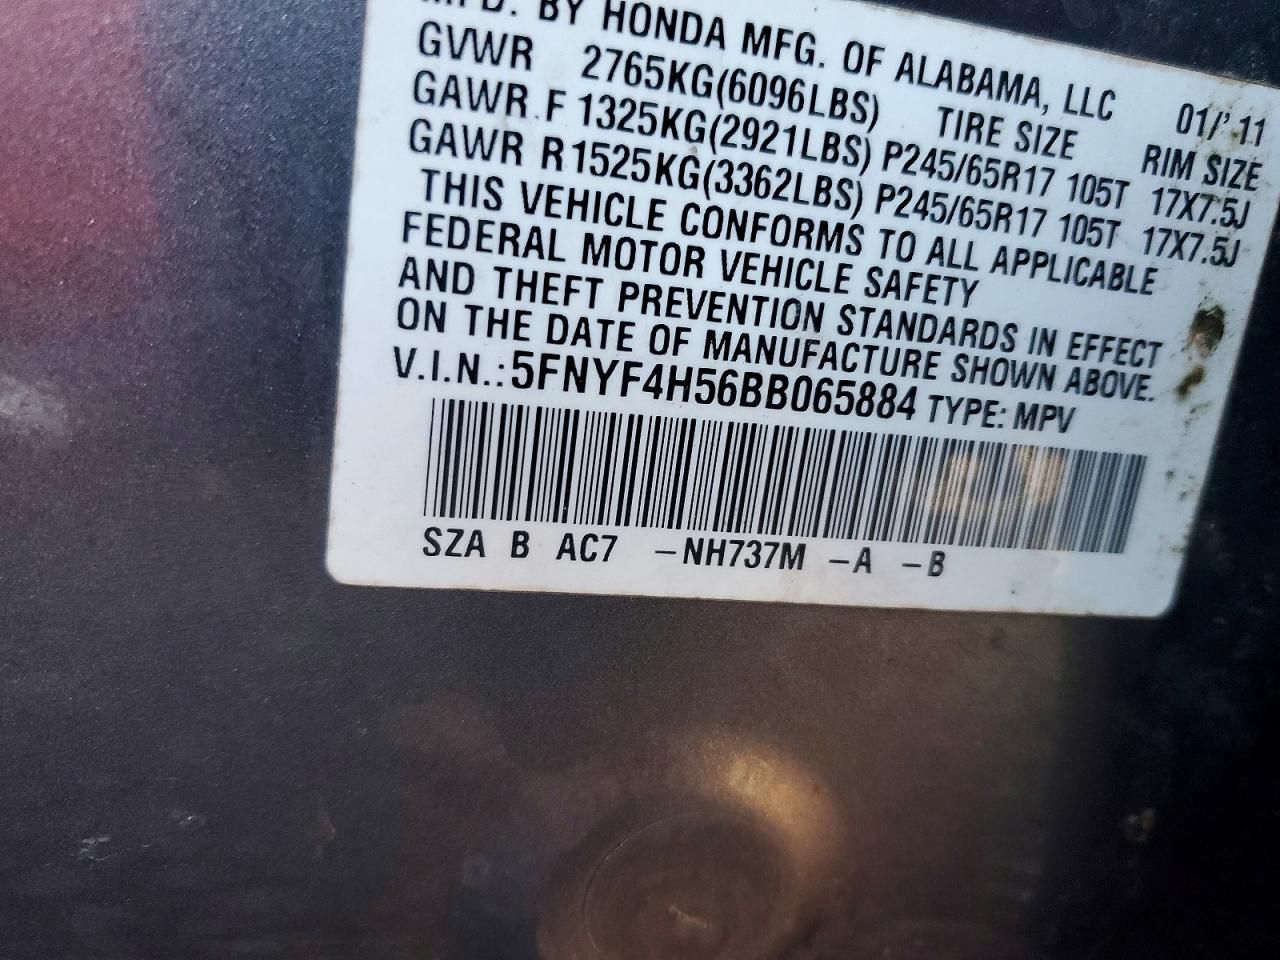 MFD. BY HONDA MFG. OF ALABAMA, LLC 01/'11
GVWR 2765KG(6096LBS) TIRE SIZE RIM SIZE
GAWR F 1325KG(2921LBS) P245/65R17 105T 17X7.5J
GAWR R 1525KG(3362LBS) P245/65R17 105T 17X7.5J
THIS VEHICLE CONFORMS TO ALL APPLICABLE
FEDERAL MOTOR VEHICLE SAFETY
AND THEFT PREVENTION STANDARDS IN EFFECT
ON THE DATE OF MANUFACTURE SHOWN ABOVE.
V.I.N.: 5FNYF4H56BB065884 TYPE: MPV
SZA B AC7 –NH737M –A –B